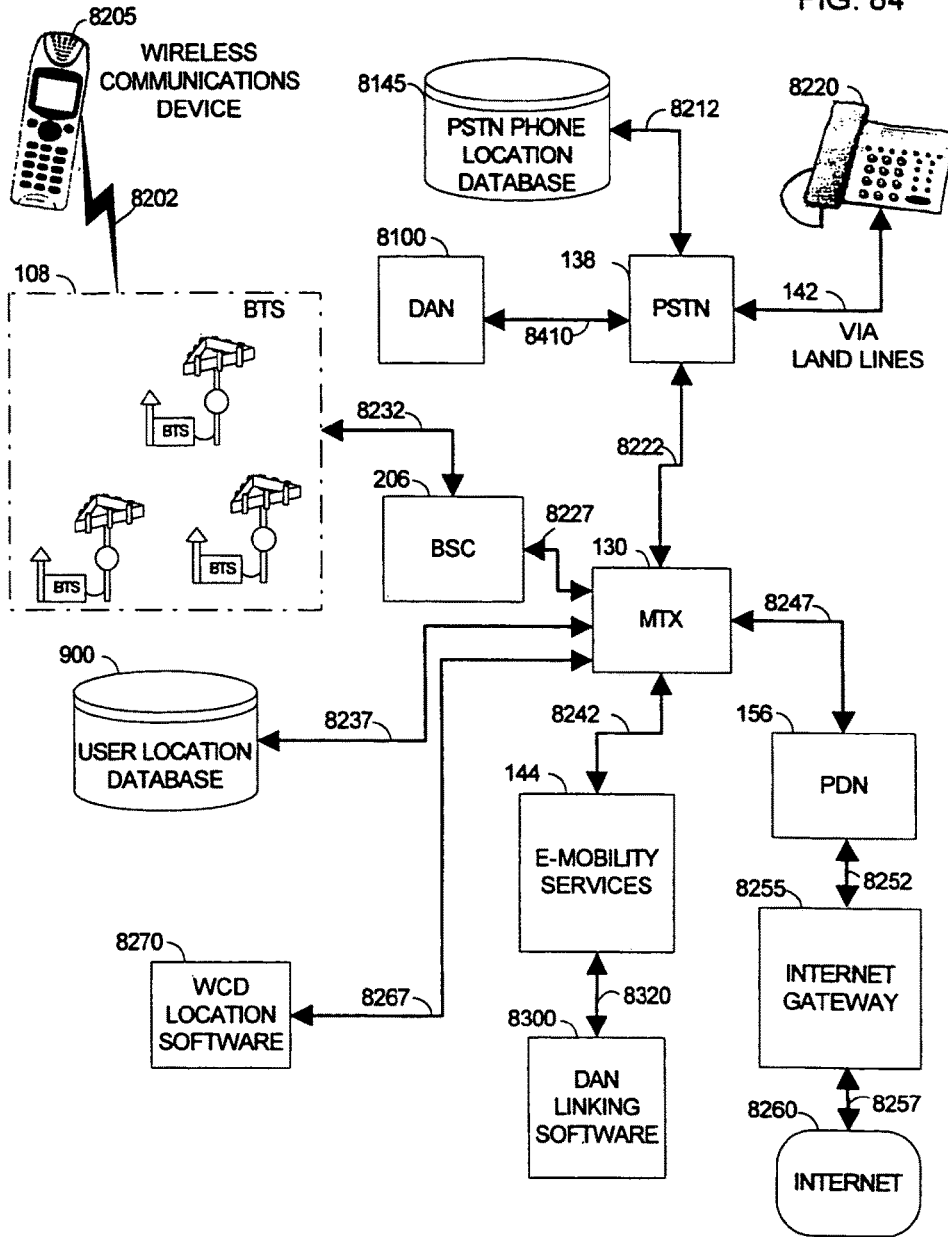 FIG. 84
8205
WIRELESS
COMMUNICATIONS
DEVICE
8202
8145
PSTN PHONE
LOCATION
DATABASE
8212
8220
108
BTS
BTS
BTS
BTS
8100
DAN
8410
138
PSTN
142
VIA
LAND LINES
8232
206
BSC
8227
8222
130
MTX
8247
900
USER LOCATION
DATABASE
8237
8242
144
E-MOBILITY
SERVICES
156
PDN
8252
8255
INTERNET
GATEWAY
8270
WCD
LOCATION
SOFTWARE
8267
8320
8300
DAN
LINKING
SOFTWARE
8257
8260
INTERNET